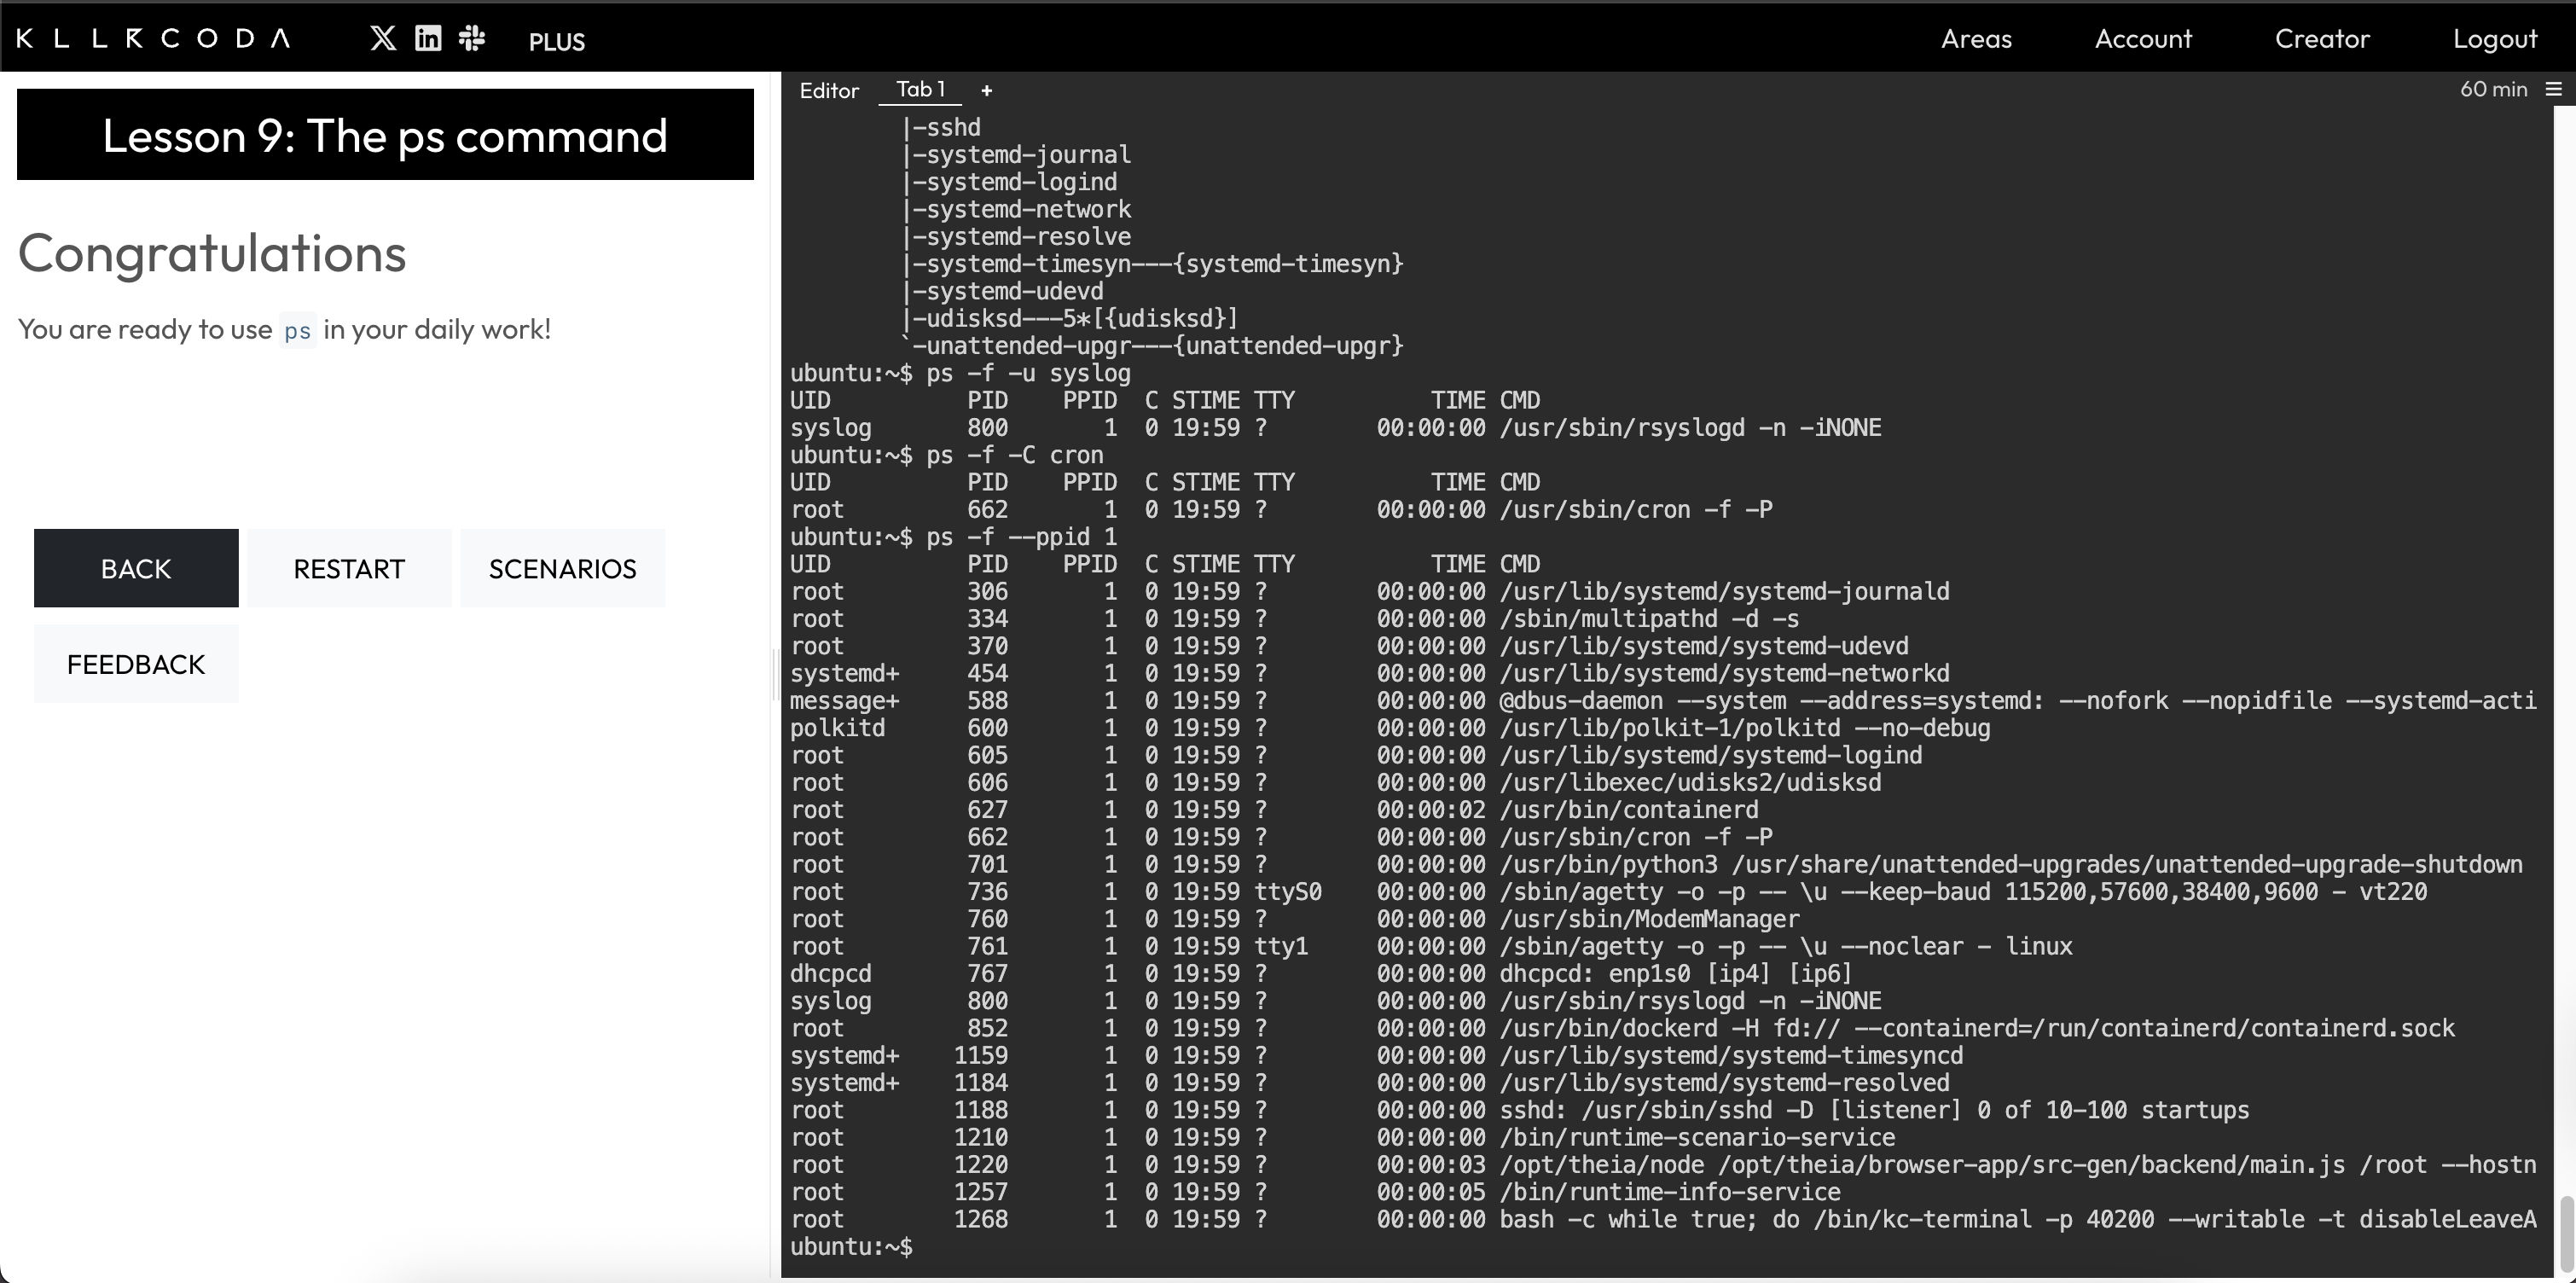 KLLRCODA PLUS Areas Account Creator Logout
Lesson 9: The ps command
Congratulations
You are ready to use ps in your daily work!
BACK RESTART SCENARIOS
FEEDBACK
Editor Tab 1 + 60 min
|-sshd
|-systemd-journal
|-systemd-logind
|-systemd-network
|-systemd-resolve
|-systemd-timesyn---{systemd-timesyn}
|-systemd-udevd
|-udisksd---5*[{udisksd}]
`-unattended-upgr---{unattended-upgr}
ubuntu:~$ ps -f -u syslog
UID          PID    PPID  C STIME TTY          TIME CMD
syslog       800       1  0 19:59 ?        00:00:00 /usr/sbin/rsyslogd -n -iNONE
ubuntu:~$ ps -f -C cron
UID          PID    PPID  C STIME TTY          TIME CMD
root         662       1  0 19:59 ?        00:00:00 /usr/sbin/cron -f -P
ubuntu:~$ ps -f --ppid 1
UID          PID    PPID  C STIME TTY          TIME CMD
root         306       1  0 19:59 ?        00:00:00 /usr/lib/systemd/systemd-journald
root         334       1  0 19:59 ?        00:00:00 /sbin/multipathd -d -s
root         370       1  0 19:59 ?        00:00:00 /usr/lib/systemd/systemd-udevd
systemd+     454       1  0 19:59 ?        00:00:00 /usr/lib/systemd/systemd-networkd
message+     588       1  0 19:59 ?        00:00:00 @dbus-daemon --system --address=systemd: --nofork --nopidfile --systemd-acti
polkitd      600       1  0 19:59 ?        00:00:00 /usr/lib/polkit-1/polkitd --no-debug
root         605       1  0 19:59 ?        00:00:00 /usr/lib/systemd/systemd-logind
root         606       1  0 19:59 ?        00:00:00 /usr/libexec/udisks2/udisksd
root         627       1  0 19:59 ?        00:00:02 /usr/bin/containerd
root         662       1  0 19:59 ?        00:00:00 /usr/sbin/cron -f -P
root         701       1  0 19:59 ?        00:00:00 /usr/bin/python3 /usr/share/unattended-upgrades/unattended-upgrade-shutdown
root         736       1  0 19:59 ttyS0    00:00:00 /sbin/agetty -o -p -- \u --keep-baud 115200,57600,38400,9600 - vt220
root         760       1  0 19:59 ?        00:00:00 /usr/sbin/ModemManager
root         761       1  0 19:59 tty1     00:00:00 /sbin/agetty -o -p -- \u --noclear - linux
dhcpcd       767       1  0 19:59 ?        00:00:00 dhcpcd: enp1s0 [ip4] [ip6]
syslog       800       1  0 19:59 ?        00:00:00 /usr/sbin/rsyslogd -n -iNONE
root         852       1  0 19:59 ?        00:00:00 /usr/bin/dockerd -H fd:// --containerd=/run/containerd/containerd.sock
systemd+    1159       1  0 19:59 ?        00:00:00 /usr/lib/systemd/systemd-timesyncd
systemd+    1184       1  0 19:59 ?        00:00:00 /usr/lib/systemd/systemd-resolved
root        1188       1  0 19:59 ?        00:00:00 sshd: /usr/sbin/sshd -D [listener] 0 of 10-100 startups
root        1210       1  0 19:59 ?        00:00:00 /bin/runtime-scenario-service
root        1220       1  0 19:59 ?        00:00:03 /opt/theia/node /opt/theia/browser-app/src-gen/backend/main.js /root --hostn
root        1257       1  0 19:59 ?        00:00:05 /bin/runtime-info-service
root        1268       1  0 19:59 ?        00:00:00 bash -c while true; do /bin/kc-terminal -p 40200 --writable -t disableLeaveA
ubuntu:~$